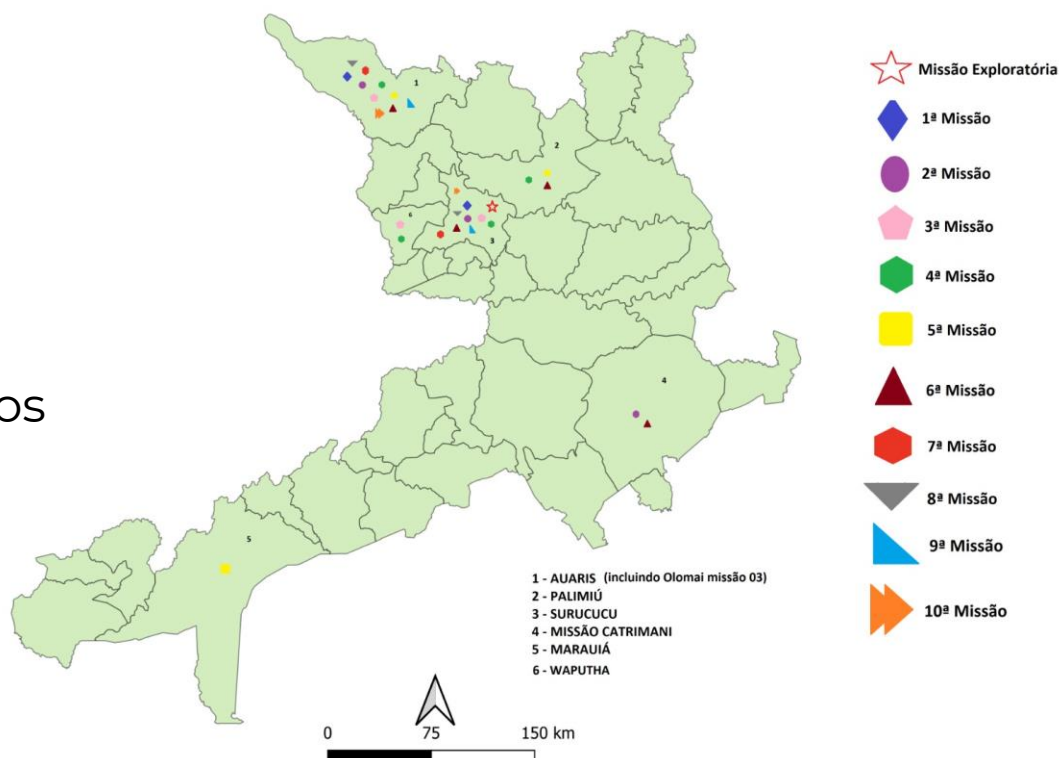 Missão Exploratória
1ª Missão
2ª Missão
3ª Missão
4ª Missão
5ª Missão
6ª Missão
7ª Missão
8ª Missão
9ª Missão
10ª Missão
1
2
6
3
4
5
os
1 - AUARIS (incluindo Olomai missão 03)
2 - PALIMIÚ
3 - SURUCUCU
4 - MISSÃO CATRIMANI
5 - MARAUIÁ
6 - WAPUTHA
0 75 150 km